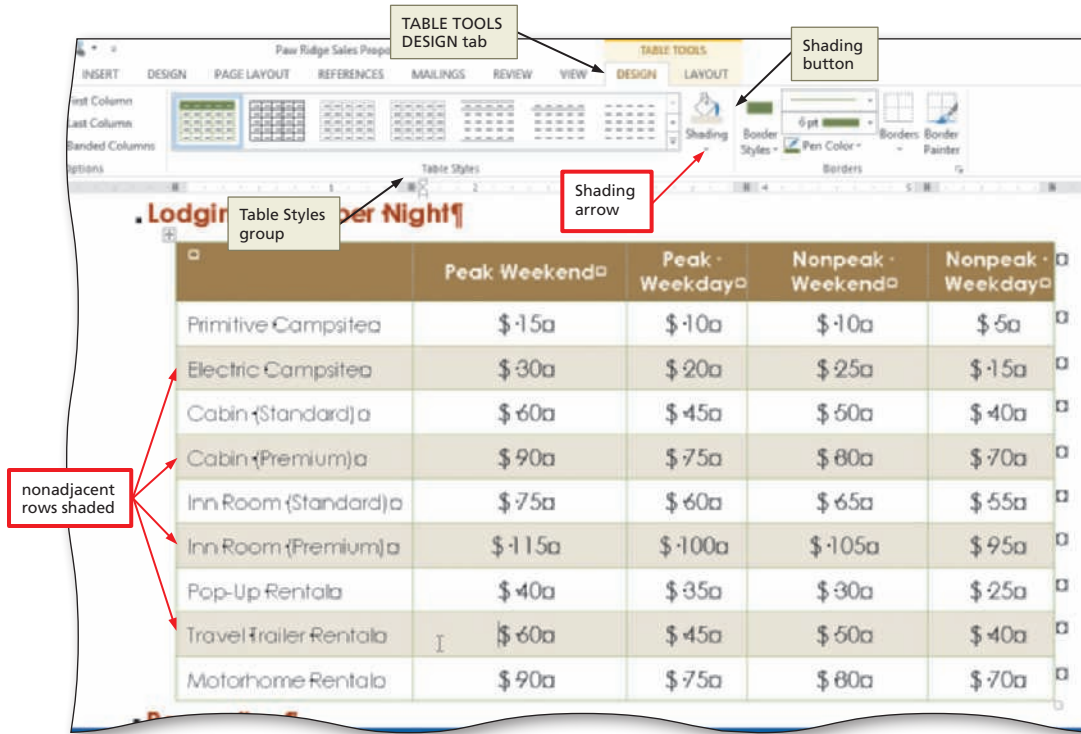 TABLE TOOLS
DESIGN tab
Shading
button
Paw Ridge Sales Propo
TABLE TOOLS
INSERT DESIGN PAGE LAYOUT REFERENCES MAILINGS REVIEW VIEW DESIGN LAYOUT
First Column
Last Column
Banded Columns
Options
Shading
Border
Styles
6 pt
Pen Color
Borders
Border
Painter
Table Styles
Borders
1 2 4 5
Shading
arrow
Table Styles
group
Lodgin per Night¶
Peak Weekend¤ Peak·Weekday¤ Nonpeak·Weekend¤ Nonpeak·Weekday¤
Primitive·Campsite¤ $·15¤ $·10¤ $·10¤ $·5¤
Electric·Campsite¤ $·30¤ $·20¤ $·25¤ $·15¤
Cabin·(Standard)¤ $·60¤ $·45¤ $·50¤ $·40¤
Cabin·(Premium)¤ $·90¤ $·75¤ $·80¤ $·70¤
Inn·Room·(Standard)¤ $·75¤ $·60¤ $·65¤ $·55¤
Inn·Room·(Premium)¤ $·115¤ $·100¤ $·105¤ $·95¤
Pop-Up·Rental¤ $·40¤ $·35¤ $·30¤ $·25¤
Travel·Trailer·Rental¤ $·60¤ $·45¤ $·50¤ $·40¤
Motorhome·Rental¤ $·90¤ $·75¤ $·80¤ $·70¤
nonadjacent
rows shaded